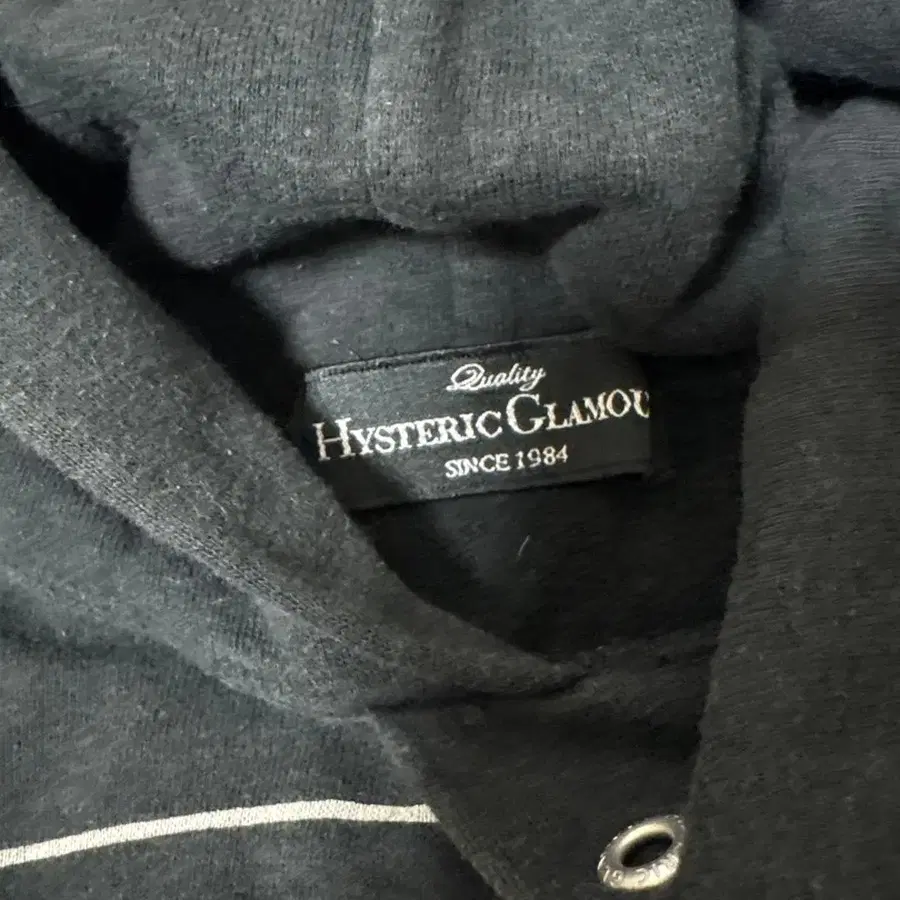 Quality
HYSTERIC GLAMOU
SINCE 1984